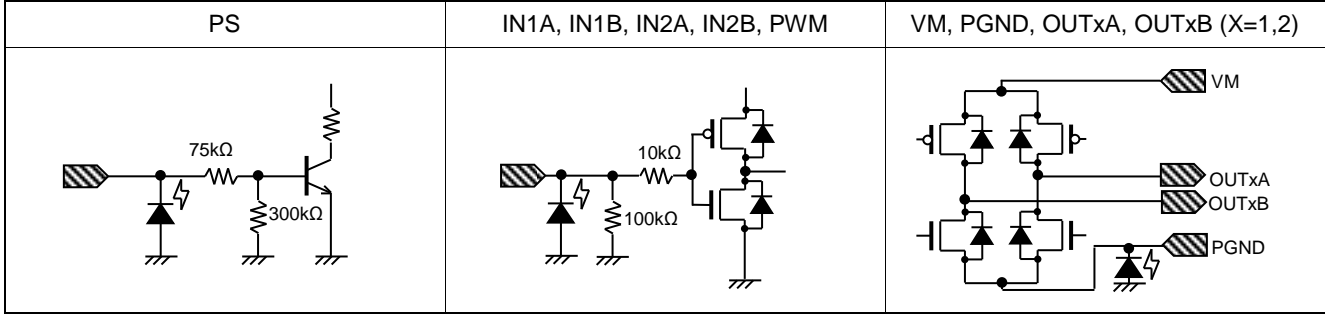 PS
IN1A, IN1B, IN2A, IN2B, PWM
VM, PGND, OUTxA, OUTxB (X=1,2)
75kΩ
300kΩ
10kΩ
100kΩ
VM
OUTxA
OUTxB
PGND